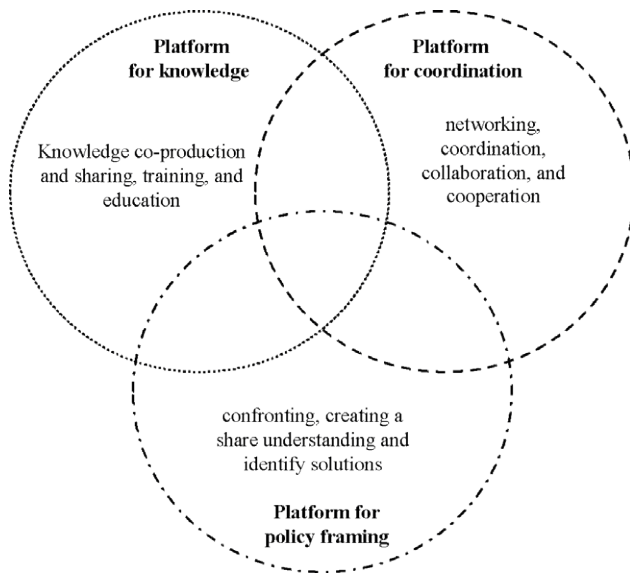 Platform
for knowledge
Knowledge co-production
and sharing, training, and
education
Platform
for coordination
networking,
coordination,
collaboration, and
cooperation
confronting, creating a
share understanding and
identify solutions
Platform for
policy framing